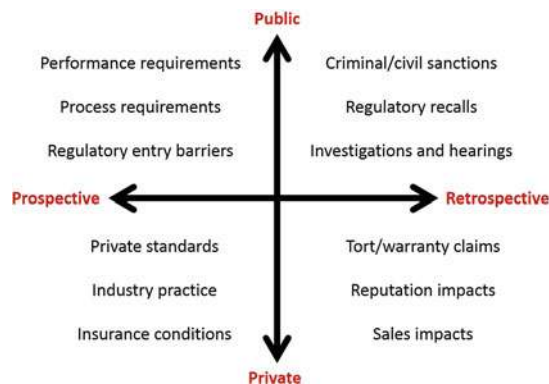 Public
Performance requirements
Criminal/civil sanctions
Process requirements
Regulatory recalls
Regulatory entry barriers
Investigations and hearings
Prospective
Retrospective
Private standards
Tort/warranty claims
Industry practice
Reputation impacts
Insurance conditions
Sales impacts
Private